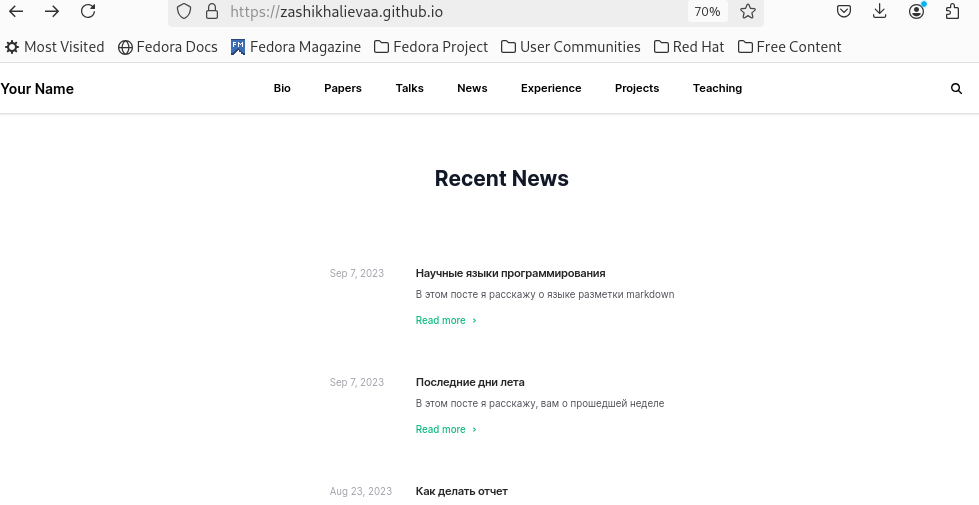 https://zashikhalievaa.github.io
70%
Most Visited Fedora Docs FM Fedora Magazine Fedora Project User Communities Red Hat Free Content
Your Name Bio Papers Talks News Experience Projects Teaching
Recent News
Sep 7, 2023 Научные языки программирования
В этом посте я расскажу о языке разметки markdown
Read more ›
Sep 7, 2023 Последние дни лета
В этом посте я расскажу, вам о прошедшей неделе
Read more ›
Aug 23, 2023 Как делать отчет